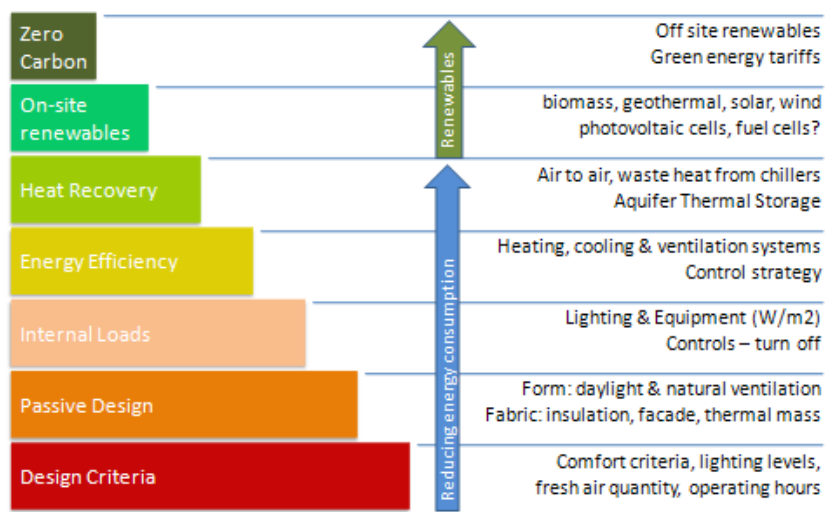 Zero
Carbon
Off site renewables
Green energy tariffs
On-site
renewables
biomass, geothermal, solar, wind
photovoltaic cells, fuel cells?
Renewables
Heat Recovery
Air to air, waste heat from chillers
Aquifer Thermal Storage
Energy Efficiency
Heating, cooling & ventilation systems
Control strategy
Internal Loads
Lighting & Equipment (W/m2)
Controls – turn off
Passive Design
Form: daylight & natural ventilation
Fabric: insulation, facade, thermal mass
Design Criteria
Comfort criteria, lighting levels,
fresh air quantity, operating hours
Reducing energy consumption